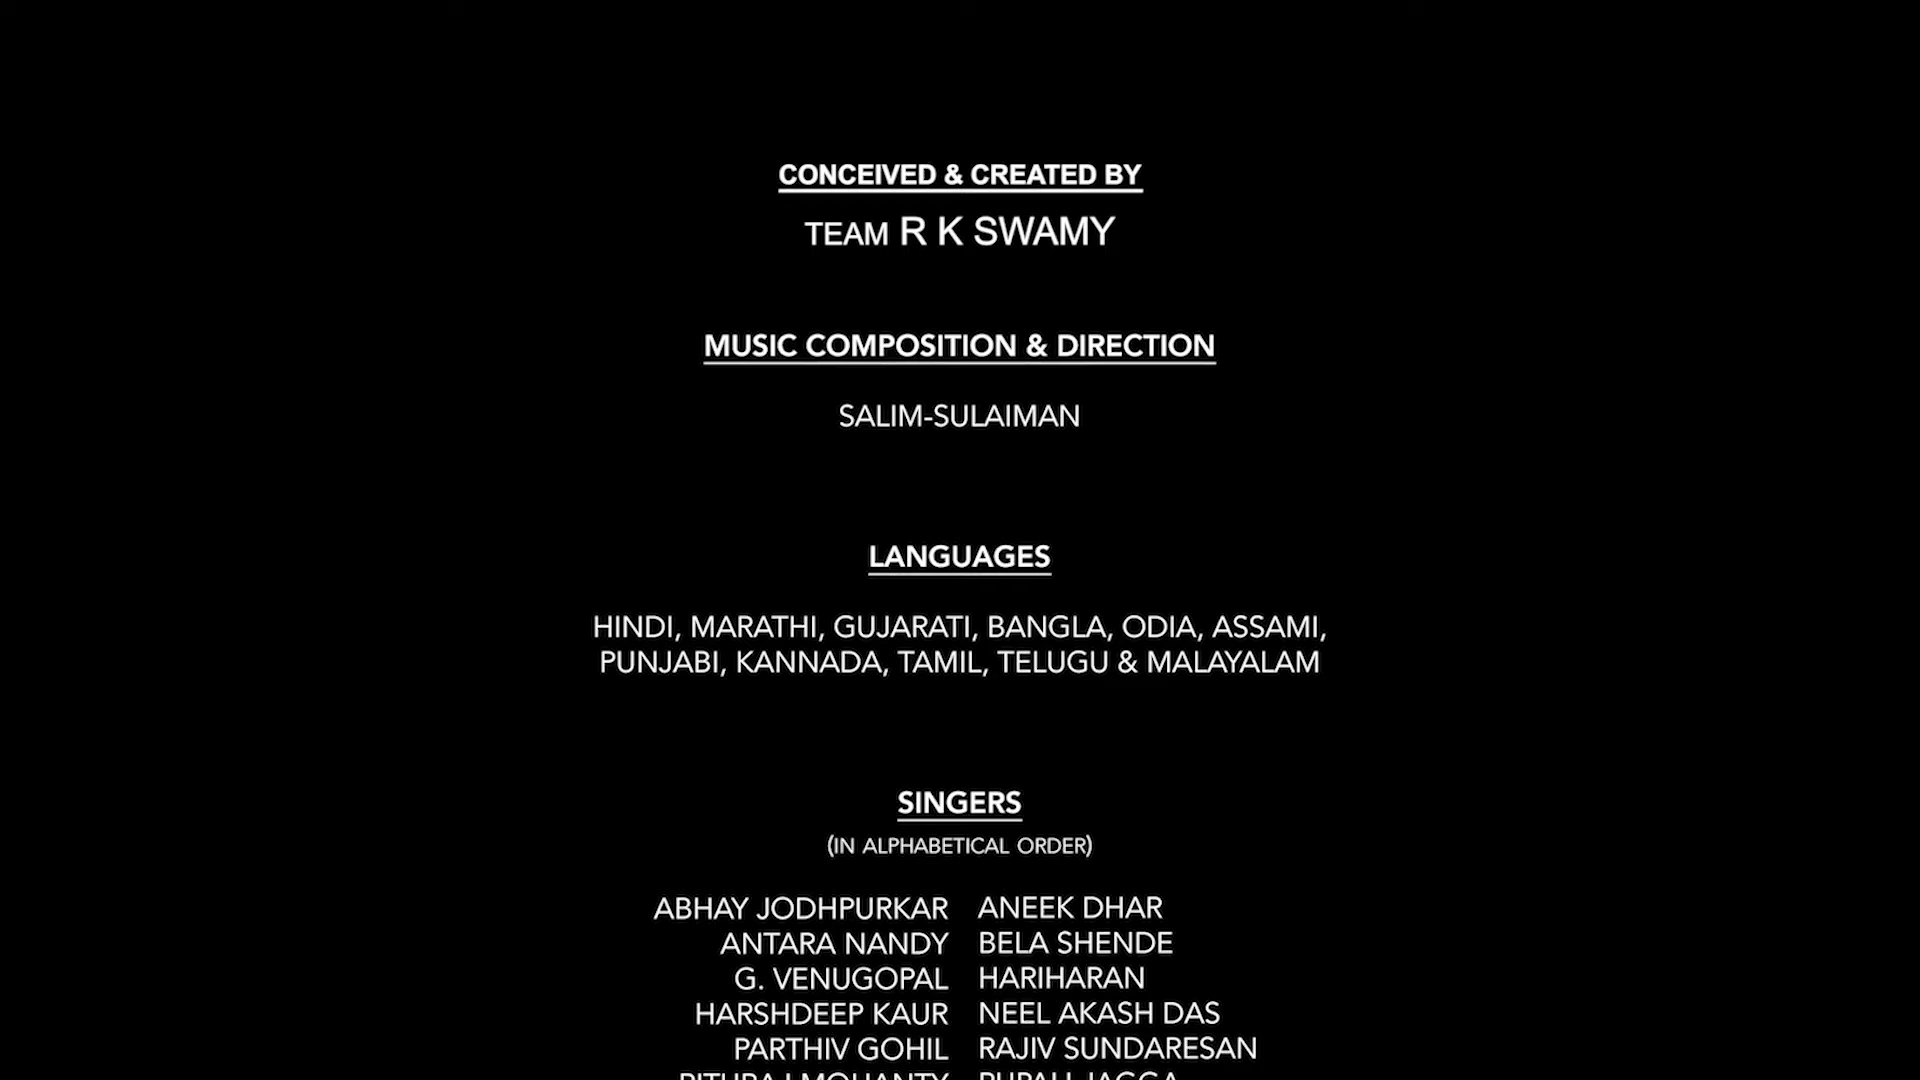 CONCEIVED & CREATED BY
TEAM R K SWAMY
MUSIC COMPOSITION & DIRECTION
SALIM-SULAIMAN
LANGUAGES
HINDI, MARATHI, GUJARATI, BANGLA, ODIA, ASSAMI,
PUNJABI, KANNADA, TAMIL, TELUGU & MALAYALAM
SINGERS
(IN ALPHABETICAL ORDER)
ABHAY JODHPURKAR ANEEK DHAR
ANTARA NANDY BELA SHENDE
G. VENUGOPAL HARIHARAN
HARSHDEEP KAUR NEEL AKASH DAS
PARTHIV GOHIL RAJIV SUNDARESAN